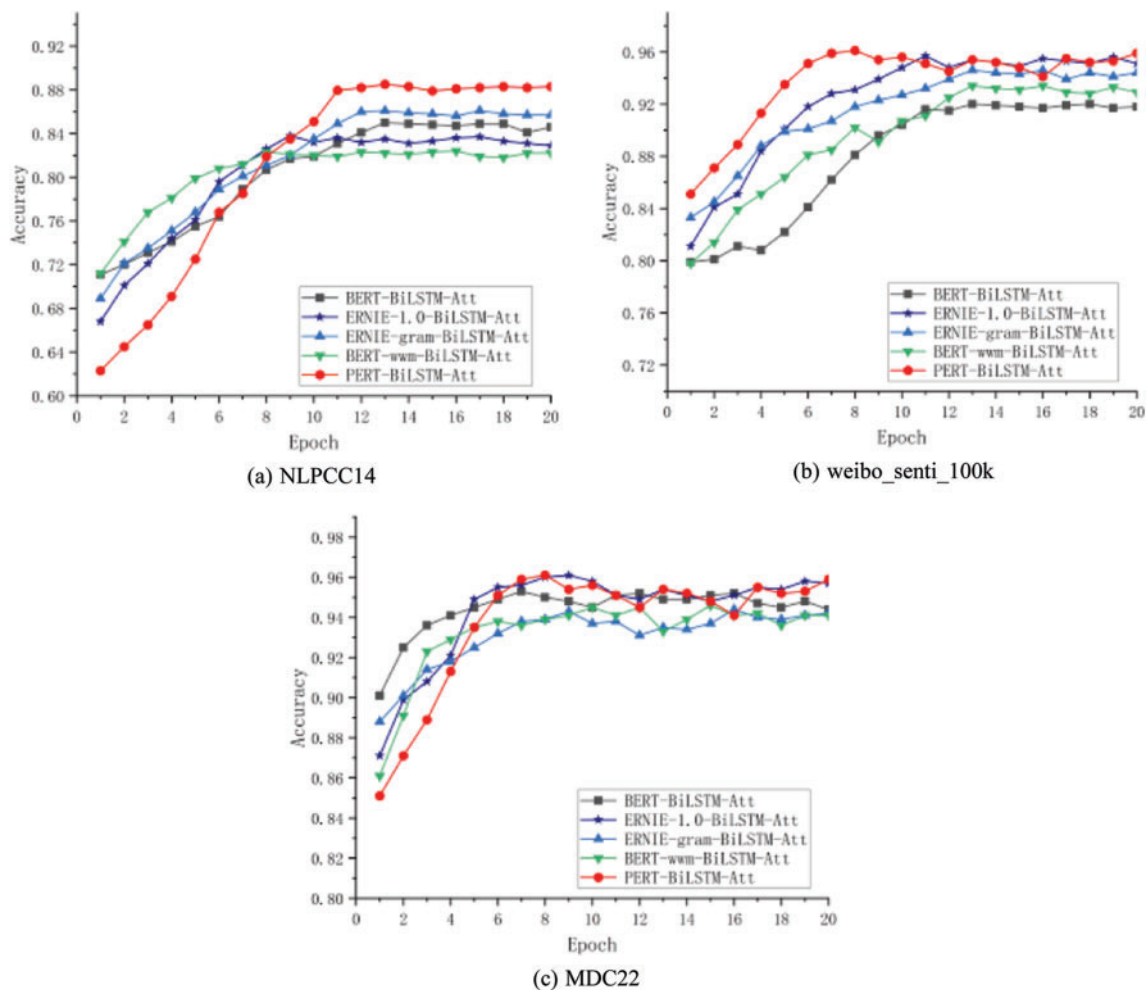 0.92
0.88
0.84
0.80
0.76
0.72
0.68
0.64
0.60
Accuracy
BERT-BiLSTM-Att
ERNIE-1.0-BiLSTM-Att
ERNIE-gram-BiLSTM-Att
BERT-wwm-BiLSTM-Att
PERT-BiLSTM-Att
0 2 4 6 8 10 12 14 16 18 20
Epoch
(a) NLPCC14
0.96
0.92
0.88
0.84
0.80
0.76
0.72
Accuracy
BERT-BiLSTM-Att
ERNIE-1.0-BiLSTM-Att
ERNIE-gram-BiLSTM-Att
BERT-wwm-BiLSTM-Att
PERT-BiLSTM-Att
0 2 4 6 8 10 12 14 16 18 20
Epoch
(b) weibo_senti_100k
0.98
0.96
0.94
0.92
0.90
0.88
0.86
0.84
0.82
0.80
Accuracy
BERT-BiLSTM-Att
ERNIE-1.0-BiLSTM-Att
ERNIE-gram-BiLSTM-Att
BERT-wwm-BiLSTM-Att
PERT-BiLSTM-Att
0 2 4 6 8 10 12 14 16 18 20
Epoch
(c) MDC22